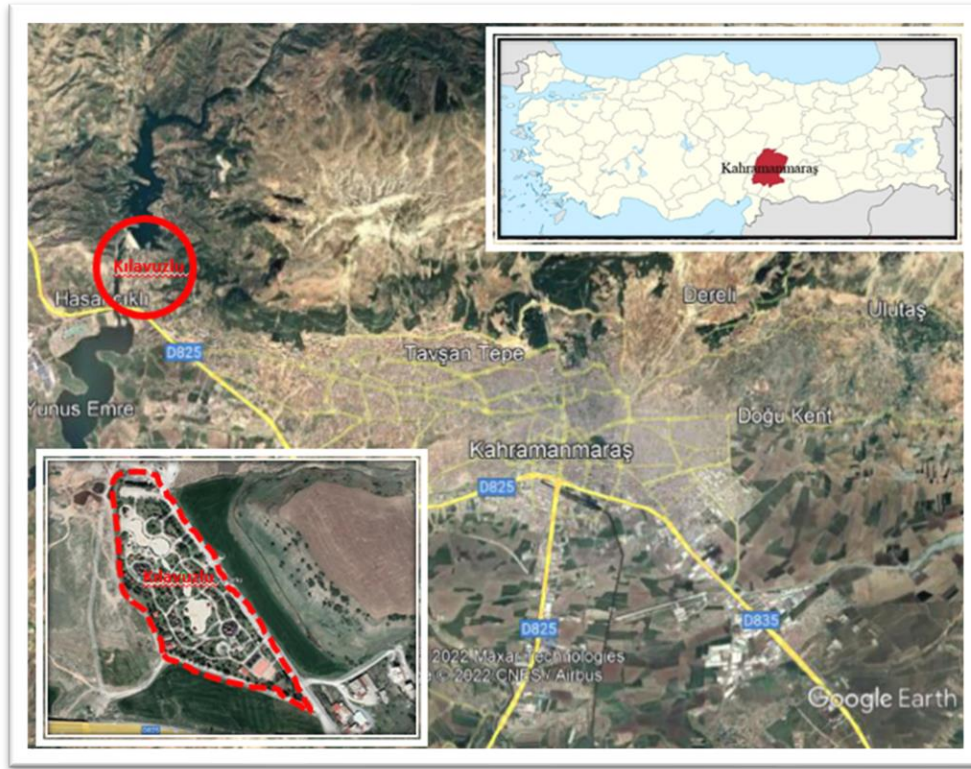 Kahramanmaraş
Kılavuzlu
Hasancıklı
Dereli
Ulutaş
D825
Tavşan Tepe
Yunus Emre
Doğu Kent
Kahramanmaraş
D825
Kılavuzlu
D825
D835
2022 Maxar Technologies
© 2022 CNES / Airbus
Google Earth